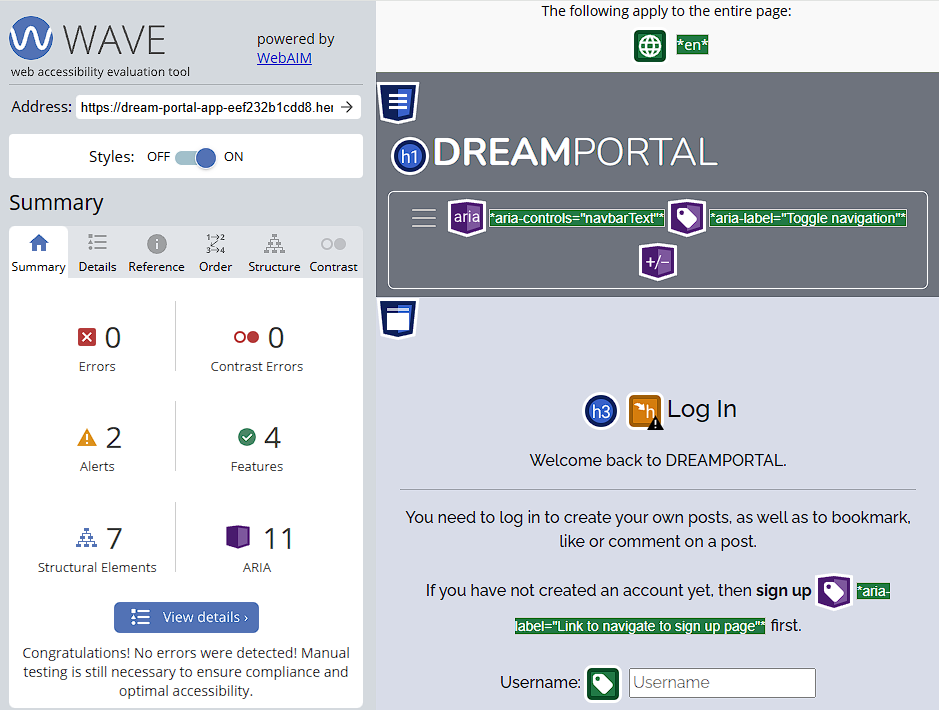 WAVE
web accessibility evaluation tool
powered by
WebAIM
Address: https://dream-portal-app-eef232b1cdd8.her
Styles: OFF ON
Summary
Summary Details Reference Order Structure Contrast
0
Errors
0
Contrast Errors
2
Alerts
4
Features
7
Structural Elements
11
ARIA
View details ›
Congratulations! No errors were detected! Manual
testing is still necessary to ensure compliance and
optimal accessibility.
The following apply to the entire page:
*en*
h1 DREAMPORTAL
aria *aria-controls="navbarText"* *aria-label="Toggle navigation"*
+/−
h3 h Log In
Welcome back to DREAMPORTAL.
You need to log in to create your own posts, as well as to bookmark,
like or comment on a post.
If you have not created an account yet, then sign up *aria-
label="Link to navigate to sign up page"* first.
Username: Username